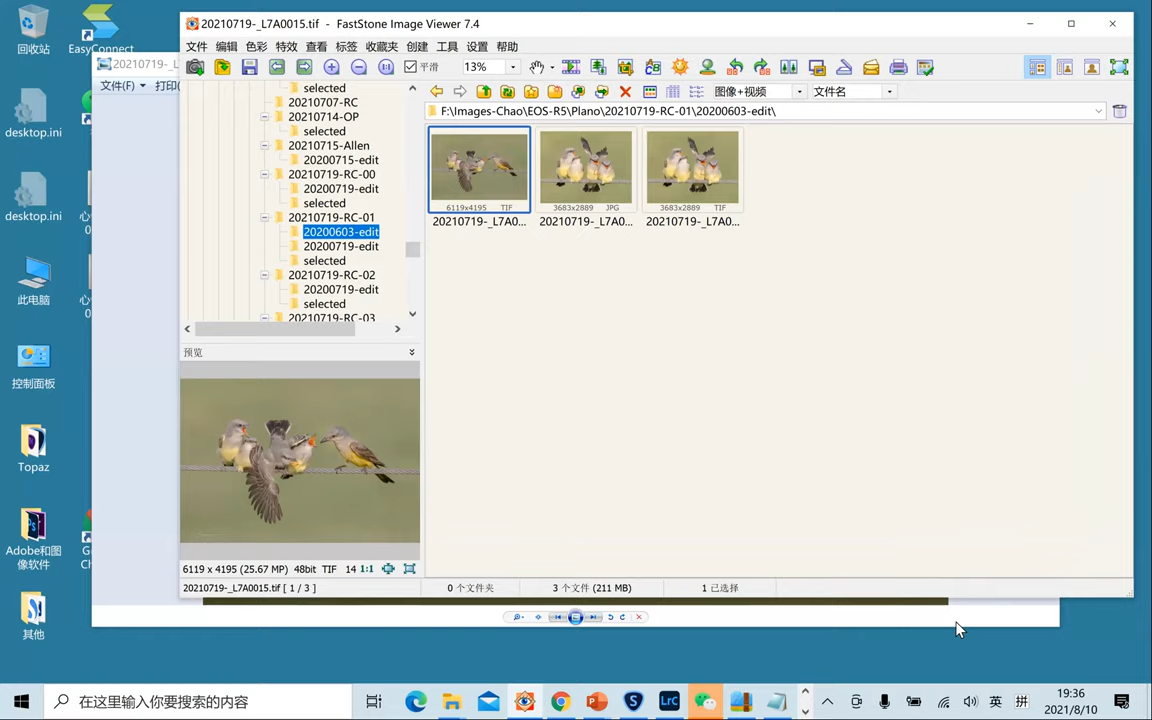 回收站
EasyConnect
desktop.ini
desktop.ini
此电脑
控制面板
Topaz
Adobe和图
像软件
其他
20210719-_L
文件(F)
打印(
20210719-_L7A0015.tif - FastStone Image Viewer 7.4
文件 编辑 色彩 特效 查看 标签 收藏夹 创建 工具 设置 帮助
平滑 13%
图像+视频 文件名
F:\Images-Chao\EOS-R5\Plano\20210719-RC-01\20200603-edit\
selected
20210707-RC
20210714-OP
selected
20210715-Allen
20200715-edit
20210719-RC-00
20200719-edit
selected
20210719-RC-01
20200603-edit
20200719-edit
selected
20210719-RC-02
20200719-edit
selected
20210719-RC-03
6119x4195 TIF
3683x2889 JPG
3683x2889 TIF
20210719-_L7A0...
20210719-_L7A0...
20210719-_L7A0...
预览
6119 x 4195 (25.67 MP) 48bit TIF 14 1:1
20210719-_L7A0015.tif [ 1 / 3 ]
0 个文件夹
3 个文件 (211 MB)
1 已选择
在这里输入你要搜索的内容
Lrc
英
拼
19:36
2021/8/10